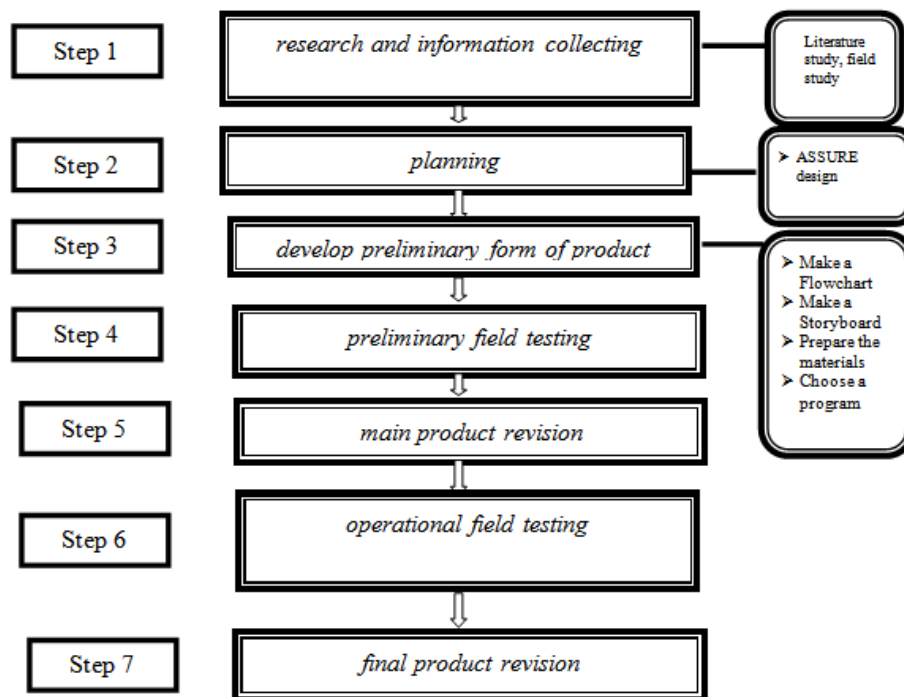 Step 1
research and information collecting
Literature
study, field
study
Step 2
planning
➤ ASSURE
design
Step 3
develop preliminary form of product
➤ Make a
Flowchart
➤ Make a
Storyboard
➤ Prepare the
materials
➤ Choose a
program
Step 4
preliminary field testing
Step 5
main product revision
Step 6
operational field testing
Step 7
final product revision